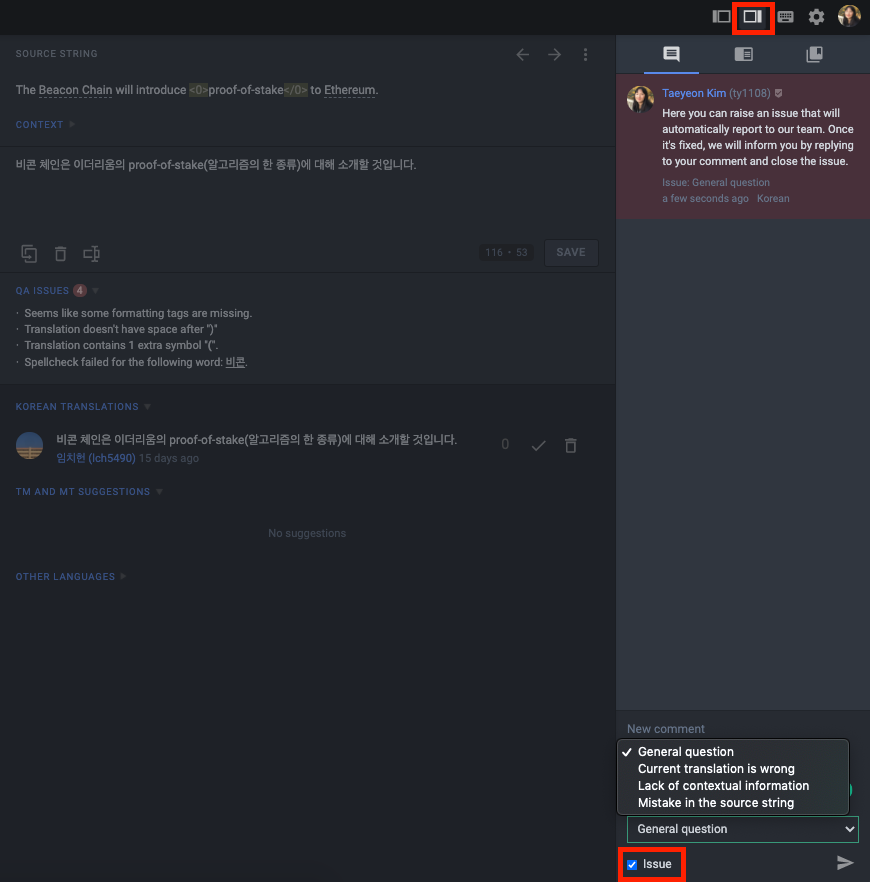 SOURCE STRING
The Beacon Chain will introduce <0>proof-of-stake</0> to Ethereum.
CONTEXT
비콘 체인은 이더리움의 proof-of-stake(알고리즘의 한 종류)에 대해 소개할 것입니다.
116 • 53
SAVE
QA ISSUES 4
· Seems like some formatting tags are missing.
· Translation doesn't have space after ")"
· Translation contains 1 extra symbol "(".
· Spellcheck failed for the following word: 비콘.
KOREAN TRANSLATIONS
비콘 체인은 이더리움의 proof-of-stake(알고리즘의 한 종류)에 대해 소개할 것입니다.
0
임치헌 (lch5490) 15 days ago
TM AND MT SUGGESTIONS
No suggestions
OTHER LANGUAGES
Taeyeon Kim (ty1108)
Here you can raise an issue that will
automatically report to our team. Once
it's fixed, we will inform you by replying
to your comment and close the issue.
Issue: General question
a few seconds ago Korean
New comment
General question
Current translation is wrong
Lack of contextual information
Mistake in the source string
General question
Issue